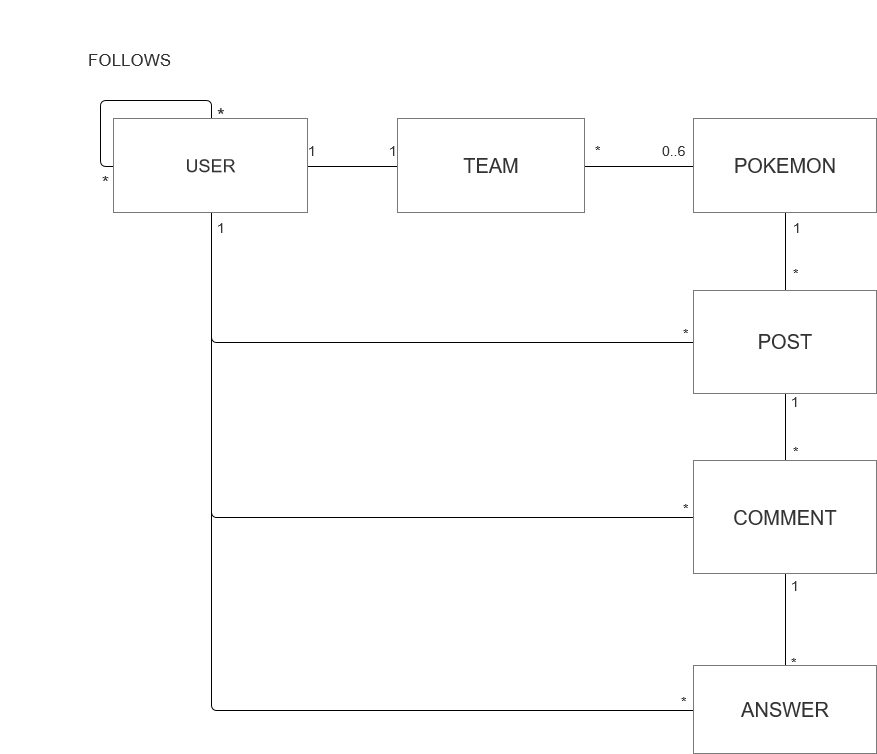 FOLLOWS
*
USER
*
1
1
TEAM
*
0..6
POKEMON
1
1
*
*
POST
1
*
*
COMMENT
1
*
*
ANSWER